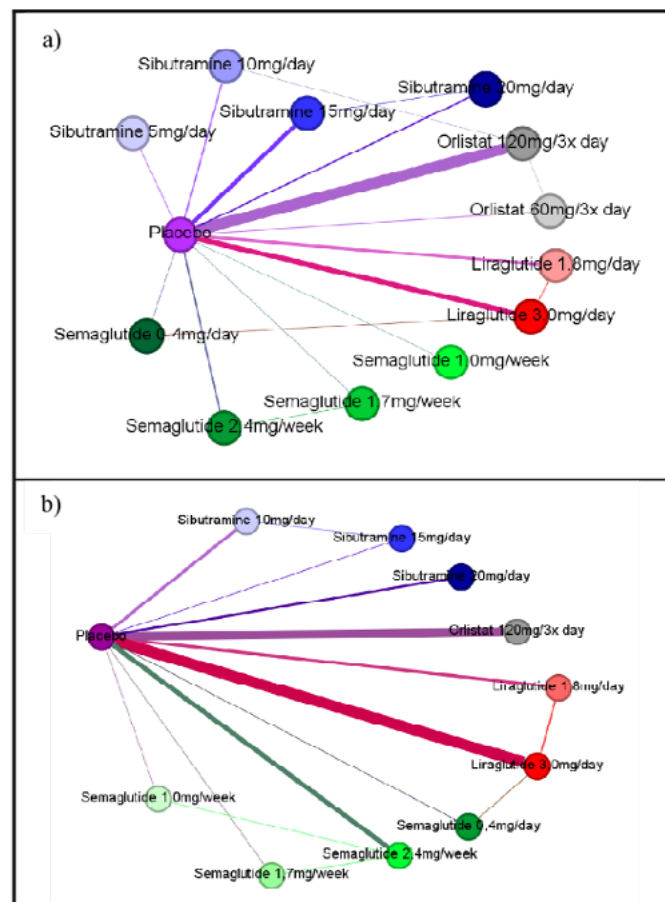 a)
Sibutramine 10mg/day
Sibutramine 20mg/day
Sibutramine 15mg/day
Sibutramine 5mg/day
Orlistat 120mg/3x day
Orlistat 60mg/3x day
Placebo
Liraglutide 1,8mg/day
Liraglutide 3,0mg/day
Semaglutide 0,4mg/day
Semaglutide 1,0mg/week
Semaglutide 1,7mg/week
Semaglutide 2,4mg/week
b)
Sibutramine 10mg/day
Sibutramine 15mg/day
Sibutramine 20mg/day
Placebo
Orlistat 120mg/3x day
Liraglutide 1,8mg/day
Liraglutide 3,0mg/day
Semaglutide 1,0mg/week
Semaglutide 0,4mg/day
Semaglutide 2,4mg/week
Semaglutide 1,7mg/week